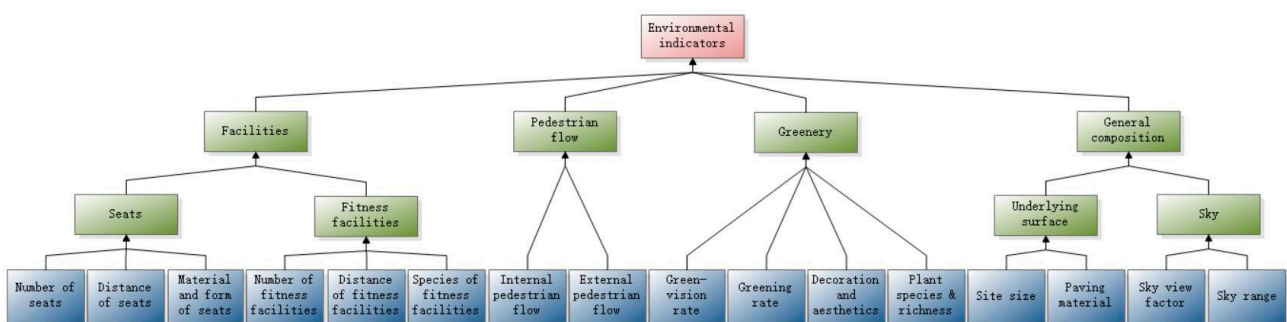 Environmental
indicators
Facilities
Pedestrian
flow
Greenery
General
composition
Seats
Fitness
facilities
Underlying
surface
Sky
Number of
seats
Distance
of seats
Material
and form
of seats
Number of
fitness
facilities
Distance
of fitness
facilities
Species of
fitness
facilities
Internal
pedestrian
flow
External
pedestrian
flow
Green-
vision
rate
Greening
rate
Decoration
and
aesthetics
Plant
species &
richness
Site size
Paving
material
Sky view
factor
Sky range